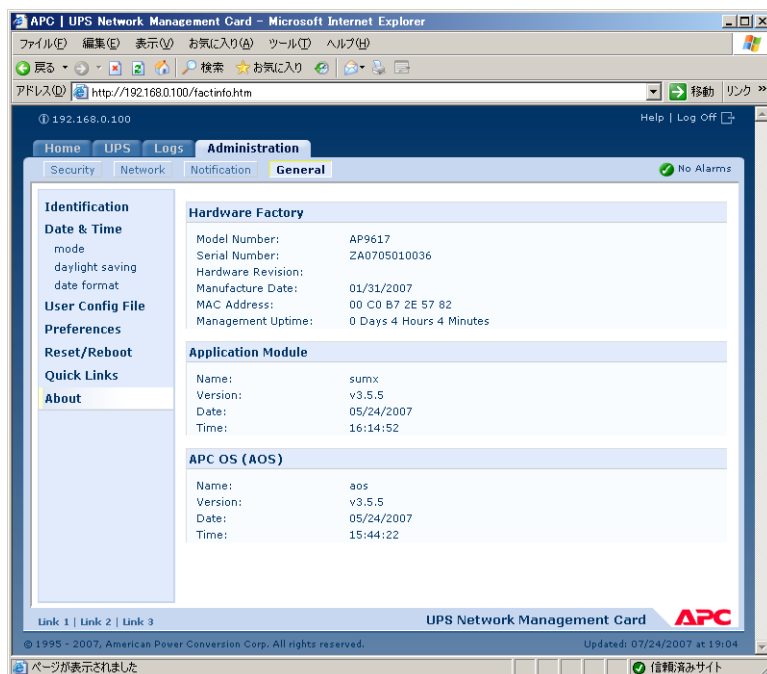 APC | UPS Network Management Card - Microsoft Internet Explorer
ファイル(F) 編集(E) 表示(V) お気に入り(A) ツール(T) ヘルプ(H)
戻る 検索 お気に入り
アドレス(D) http://192.168.0.100/factinfo.htm 移動 リンク »
192.168.0.100 Help | Log Off
Home UPS Logs Administration
Security Network Notification General No Alarms
Identification
Date & Time
mode
daylight saving
date format
User Config File
Preferences
Reset/Reboot
Quick Links
About
Hardware Factory
Model Number: AP9617
Serial Number: ZA0705010036
Hardware Revision:
Manufacture Date: 01/31/2007
MAC Address: 00 C0 B7 2E 57 82
Management Uptime: 0 Days 4 Hours 4 Minutes
Application Module
Name: sumx
Version: v3.5.5
Date: 05/24/2007
Time: 16:14:52
APC OS (AOS)
Name: aos
Version: v3.5.5
Date: 05/24/2007
Time: 15:44:22
Link 1 | Link 2 | Link 3 UPS Network Management Card APC
© 1995 - 2007, American Power Conversion Corp. All rights reserved. Updated: 07/24/2007 at 19:04
ページが表示されました 信頼済みサイト